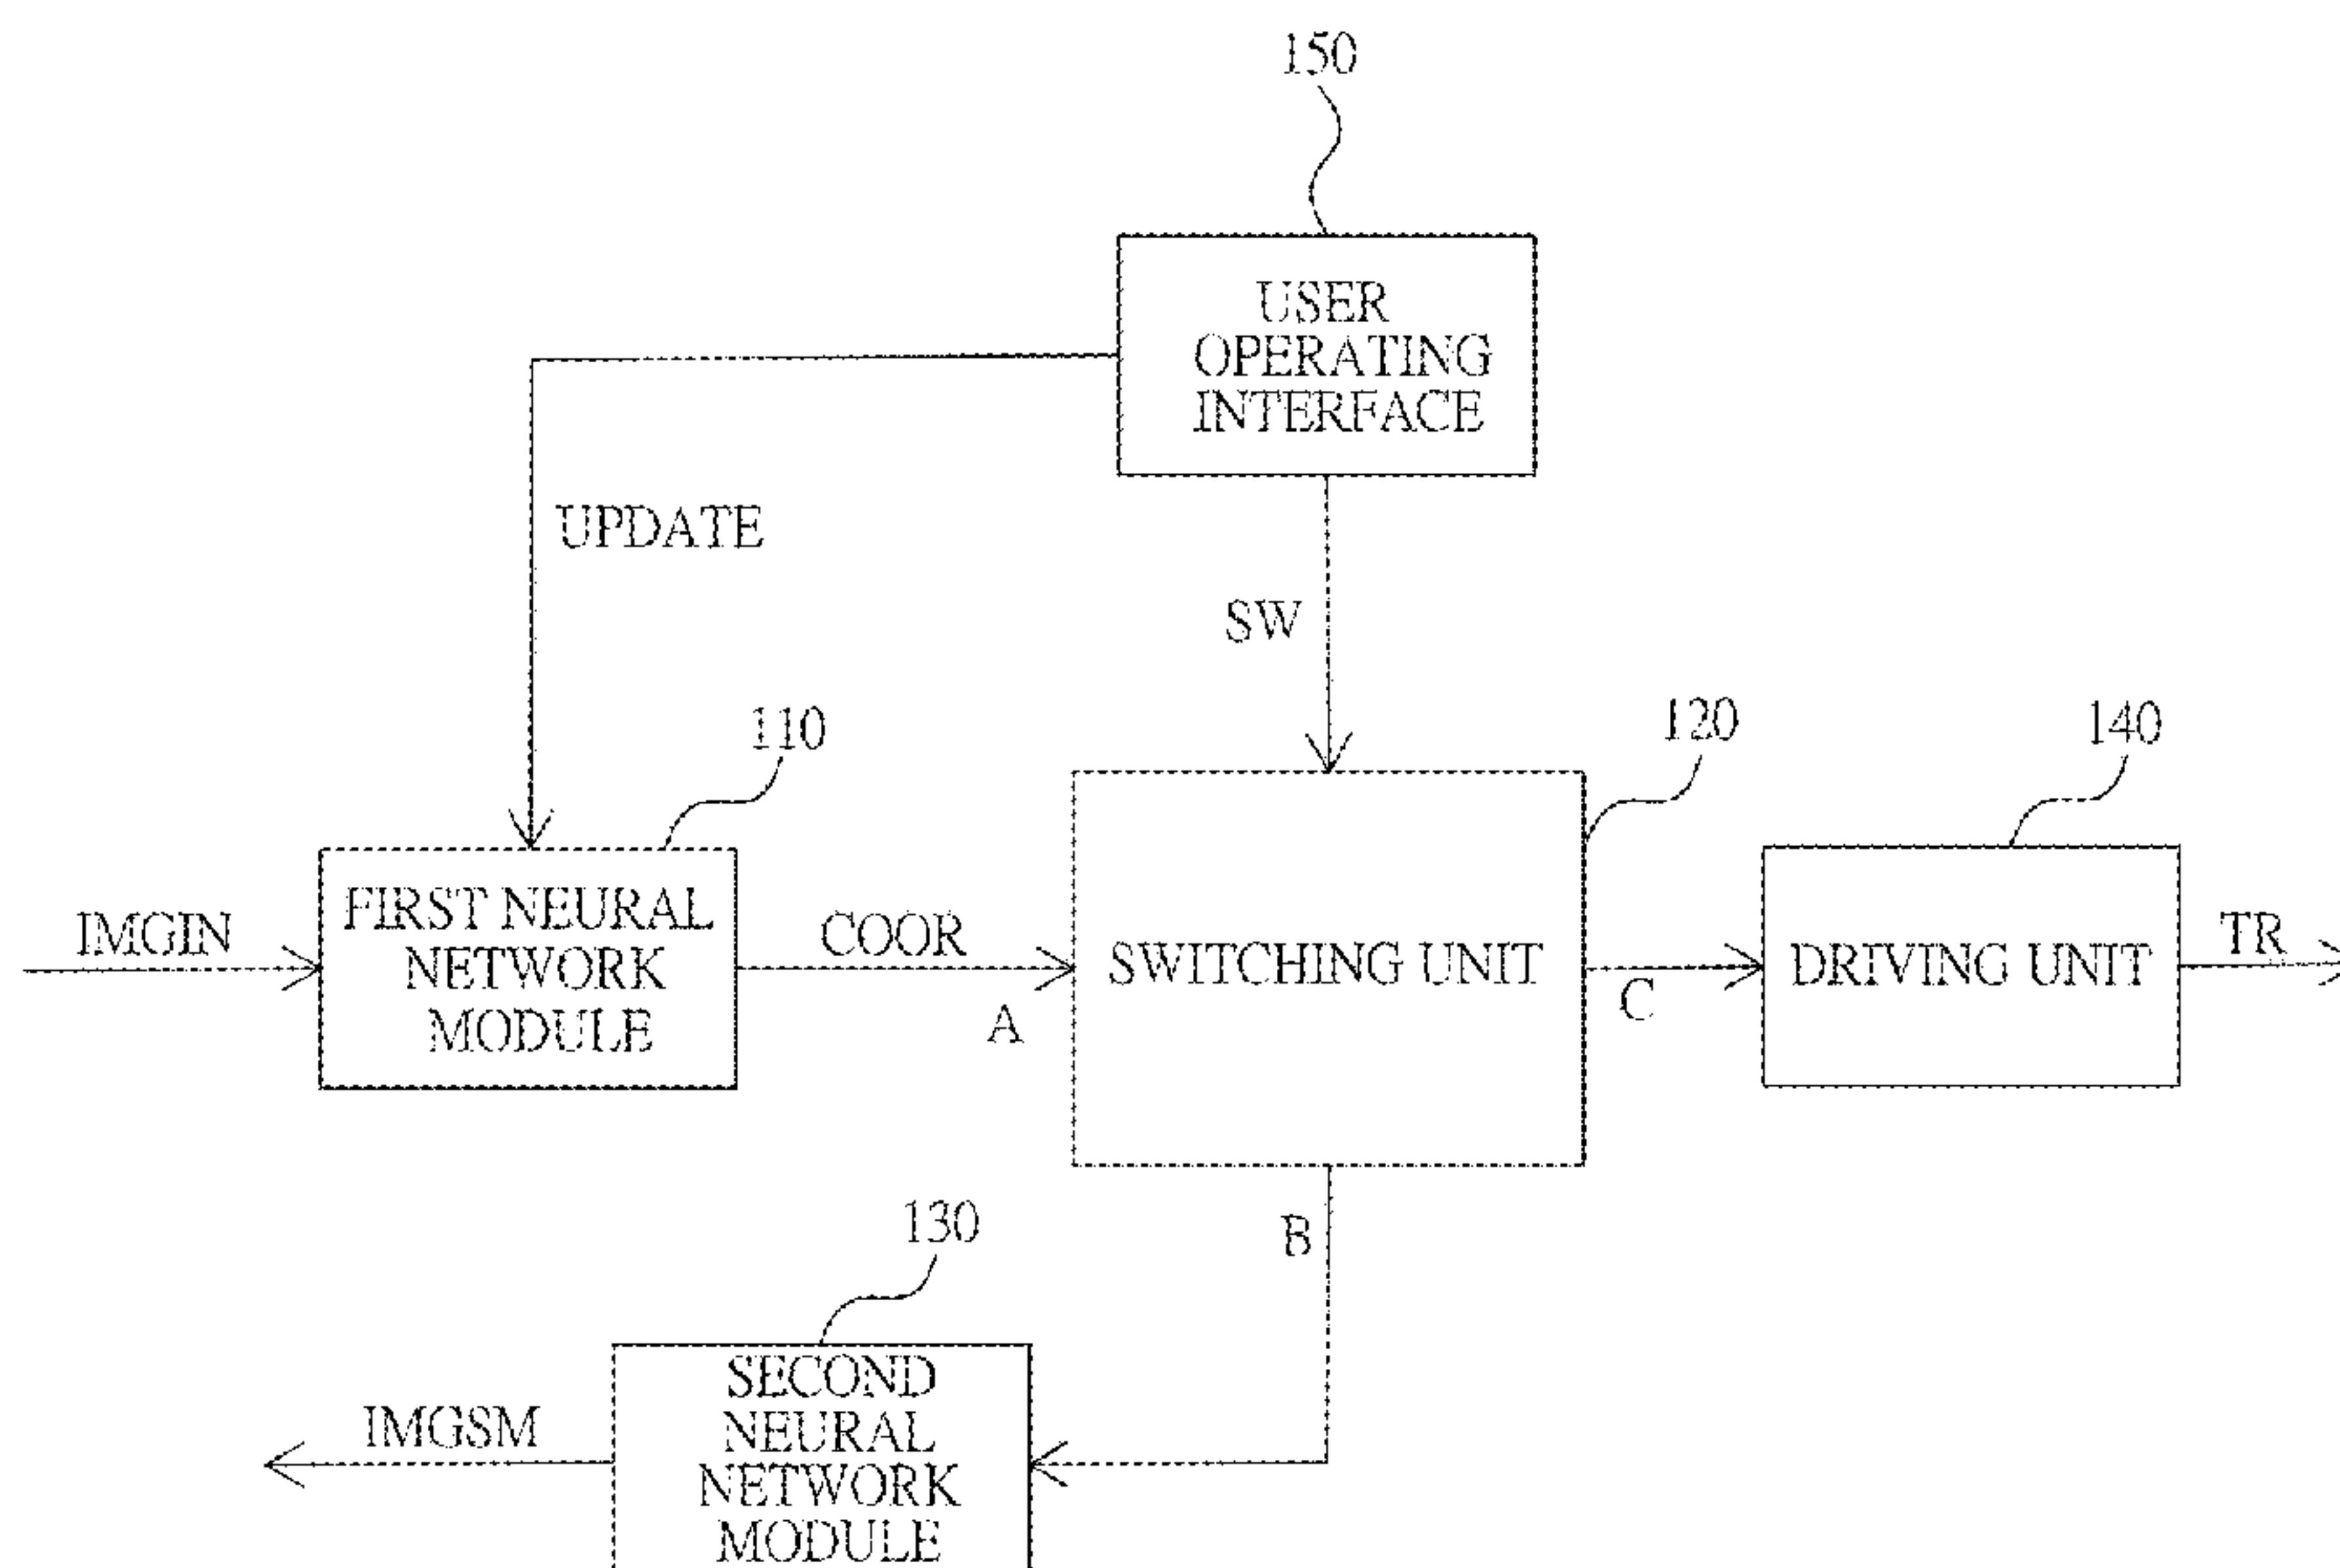 150
USER
OPERATING
INTERFACE
UPDATE
SW
110
120
140
IMGIN
FIRST NEURAL
NETWORK
MODULE
COOR
A
SWITCHING UNIT
C
DRIVING UNIT
TR
130
B
SECOND
NEURAL
NETWORK
MODULE
IMGSM